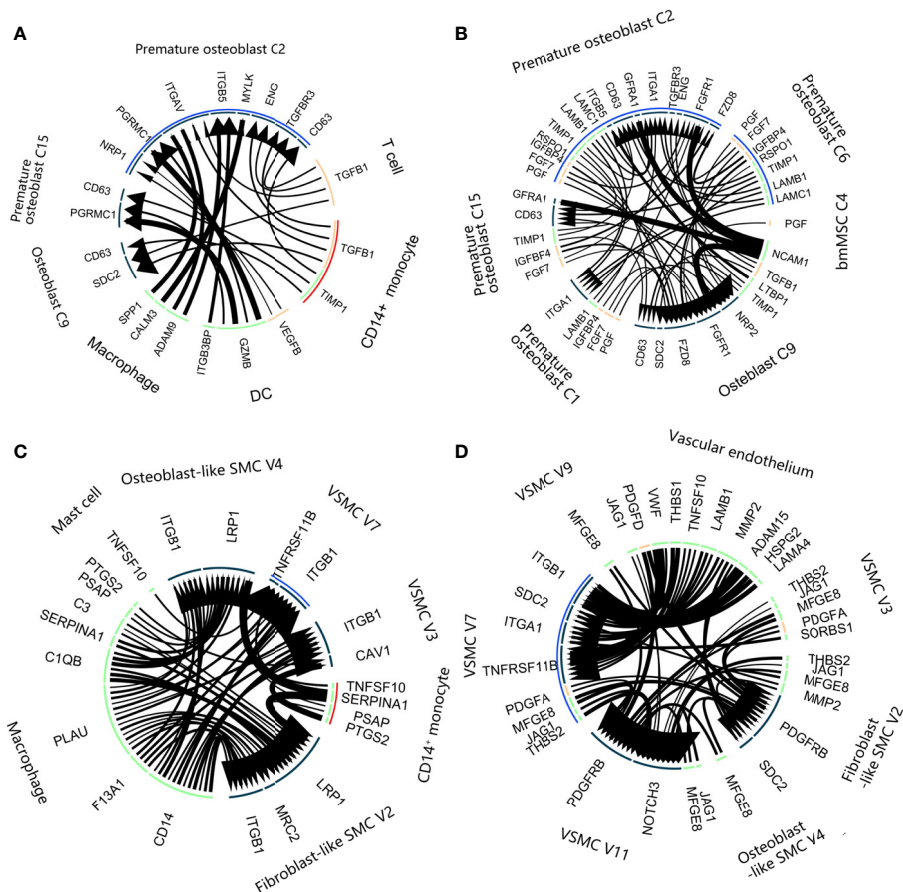 A
Premature osteoblast C2
ITGAV
ITGB5
MYLK
ENG
TGFBR3
CD63
PGRMC1
NRP1
T cell
TGFB1
Premature
osteoblast C15
CD63
PGRMC1
TGFB1
CD14+ monocyte
TIMP1
Osteoblast C9
CD63
SDC2
SPP1
CALM3
ADAM9
Macrophage
ITGB3BP
GZMB
VEGFB
DC
B
Premature osteoblast C2
PGF
FGF7
IGFBP4
RSPO1
TIMP1
LAMB1
LAMC1
ITGB5
CD63
GFRA1
ITGA1
TGFBR3
ENG
FGFR1
FZD8
Premature
osteoblast C6
PGF
FGF7
IGFBP4
RSPO1
TIMP1
LAMB1
LAMC1
bmMSC C4
PGF
NCAM1
TGFB1
LTBP1
TIMP1
NRP2
Osteblast C9
FGFR1
FZD8
SDC2
CD63
Premature
osteoblast C1
PGF
FGF7
IGFBP4
LAMB1
ITGA1
Premature
osteoblast C15
GFRA1
CD63
TIMP1
IGFBF4
FGF7
C
Osteoblast-like SMC V4
ITGB1
LRP1
VSMC V7
TNFRSF11B
ITGB1
VSMC V3
ITGB1
CAV1
CD14+ monocyte
TNFSF10
SERPINA1
PSAP
PTGS2
Fibroblast-like SMC V2
LRP1
MRC2
ITGB1
Macrophage
CD14
F13A1
PLAU
C1QB
SERPINA1
C3
PSAP
PTGS2
TNFSF10
Mast cell
D
Vascular endothelium
VWF
THBS1
TNFSF10
LAMB1
MMP2
ADAM15
HSPG2
LAMA4
VSMC V3
THBS2
JAG1
MFGE8
PDGFA
SORBS1
Fibroblast
-like SMC V2
THBS2
JAG1
MFGE8
MMP2
PDGFRB
SDC2
Osteoblast
-like SMC V4
MFGE8
JAG1
MFGE8
VSMC V11
NOTCH3
PDGFRB
VSMC V7
THBS2
JAG1
MFGE8
PDGFA
TNFRSF11B
ITGA1
SDC2
ITGB1
VSMC V9
MFGE8
JAG1
PDGFD